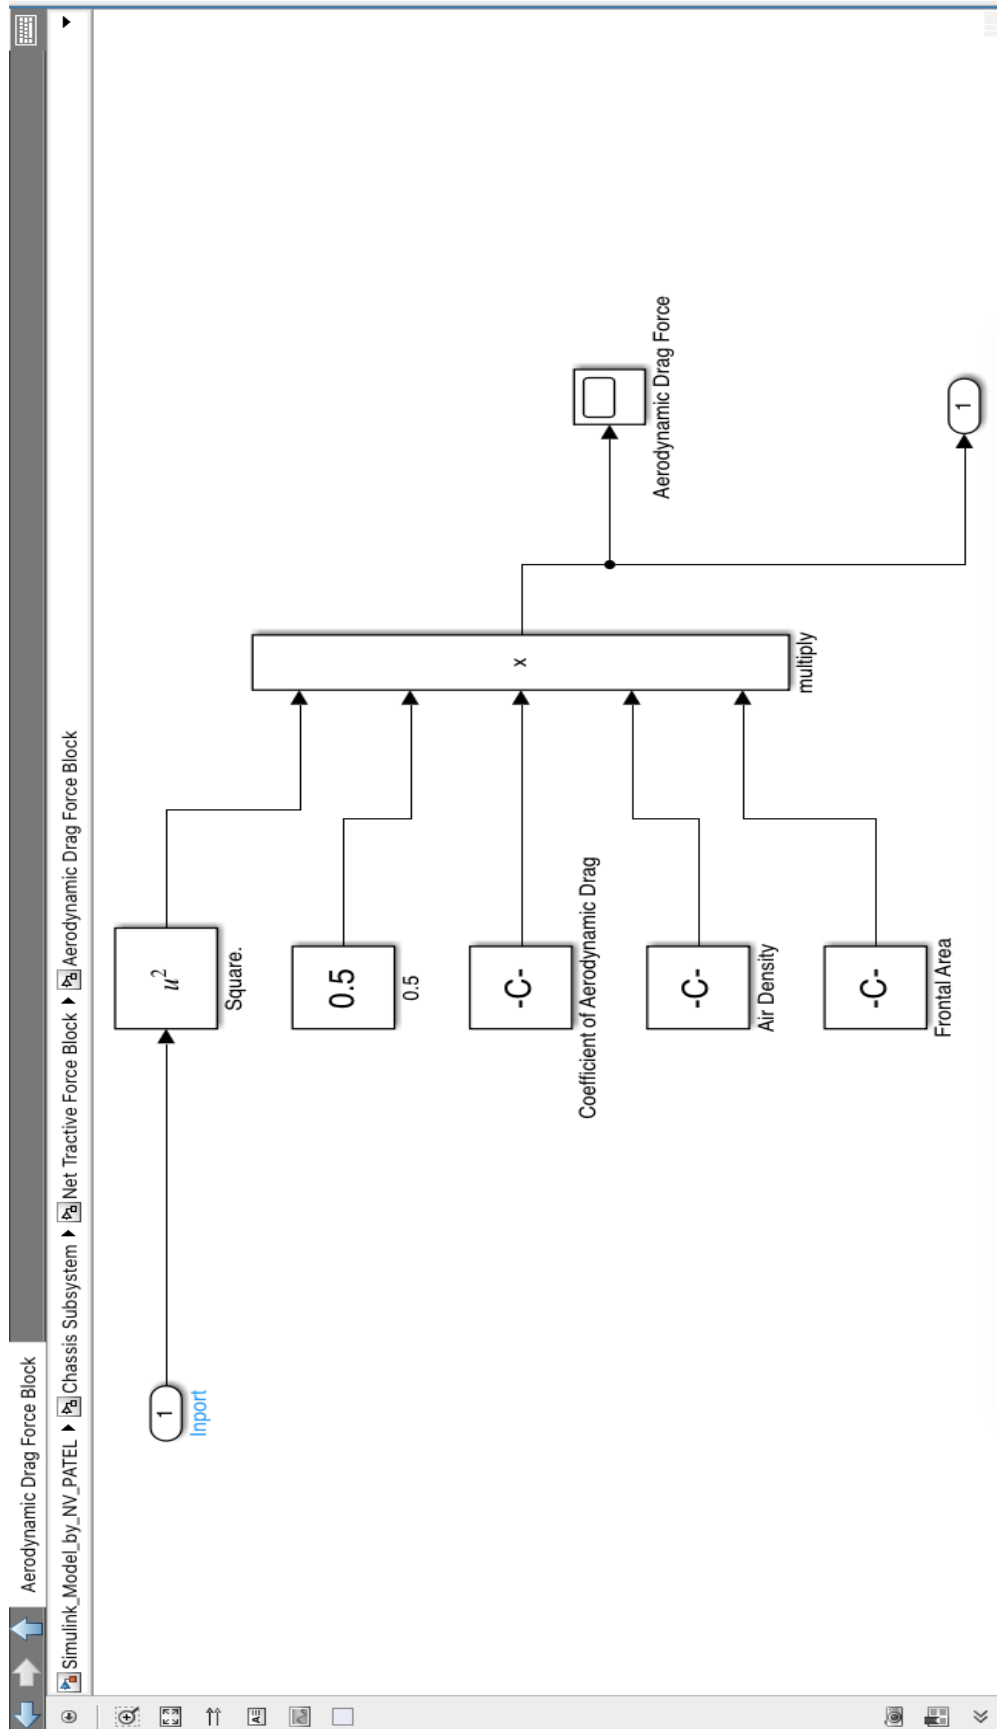 Aerodynamic Drag Force Block
Simulink_Model_by_NV_PATEL Chassis Subsystem Net Tractive Force Block Aerodynamic Drag Force Block
1
Inport
u²
Square.
0.5
0.5
-C-
Coefficient of Aerodynamic Drag
-C-
Air Density
-C-
Frontal Area
x
multiply
Aerodynamic Drag Force
1